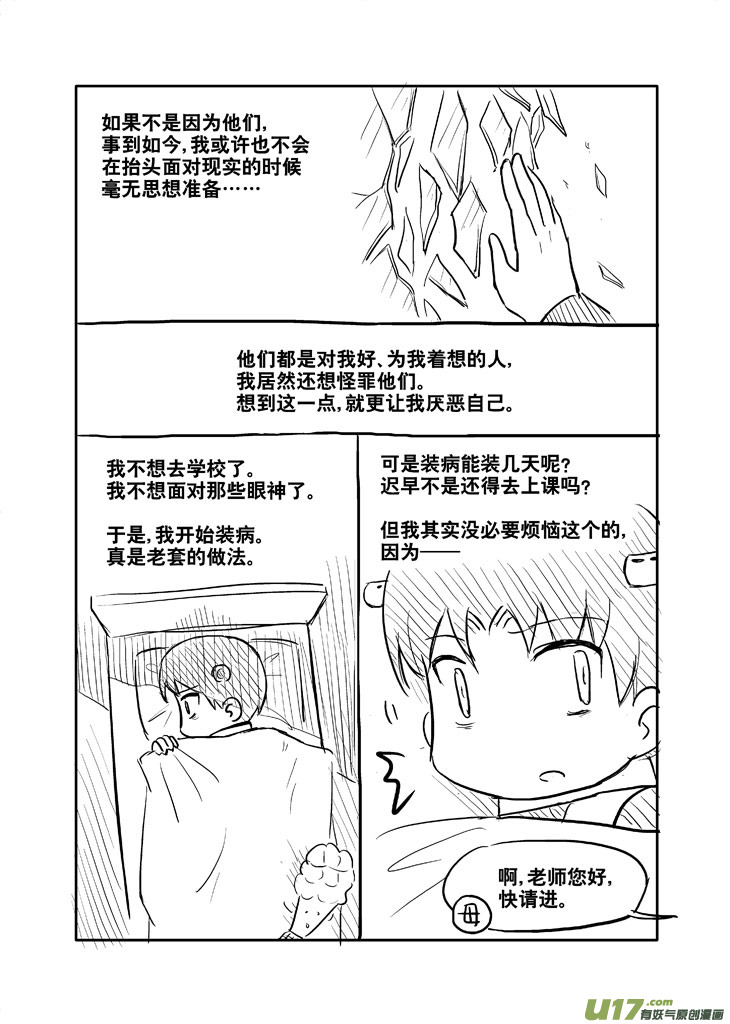 如果不是因为他们，
事到如今，我或许也不会
在抬头面对现实的时候
毫无思想准备……
他们都是对我好、为我着想的人，
我居然还想怪罪他们。
想到这一点，就更让我厌恶自己。
我不想去学校了。
我不想面对那些眼神了。
于是，我开始装病。
真是老套的做法。
可是装病能装几天呢？
迟早不是还得去上课吗？
但我其实没必要烦恼这个的，
因为——
啊，老师您好，
快请进。
母
U17.com
有妖气原创漫画